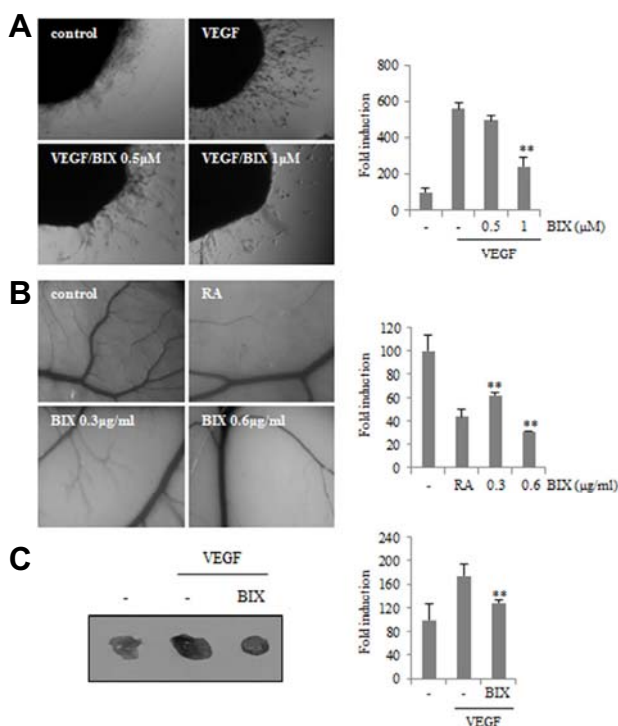 A
control
VEGF
VEGF/BIX 0.5μM
VEGF/BIX 1μM
Fold induction
800
600
400
200
0
**
- - 0.5 1 BIX (μM)
VEGF
B
control
RA
BIX 0.3μg/ml
BIX 0.6μg/ml
Fold induction
120
100
80
60
40
20
0
**
**
- RA 0.3 0.6 BIX (μg/ml)
C
VEGF
- - BIX
Fold induction
240
200
160
120
80
40
0
**
- - BIX
VEGF